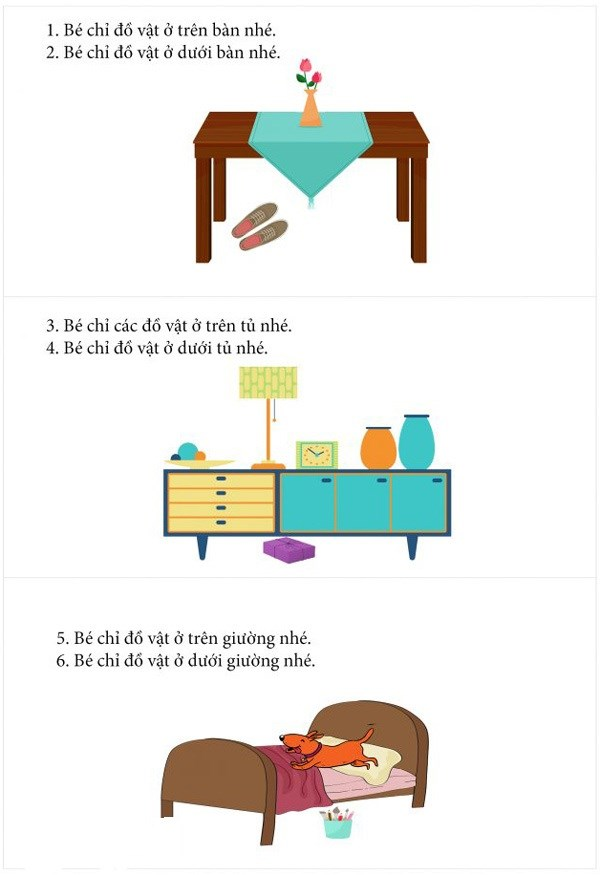 1. Bé chỉ đồ vật ở trên bàn nhé.
2. Bé chỉ đồ vật ở dưới bàn nhé.
3. Bé chỉ các đồ vật ở trên tủ nhé.
4. Bé chỉ đồ vật ở dưới tủ nhé.
5. Bé chỉ đồ vật ở trên giường nhé.
6. Bé chỉ đồ vật ở dưới giường nhé.